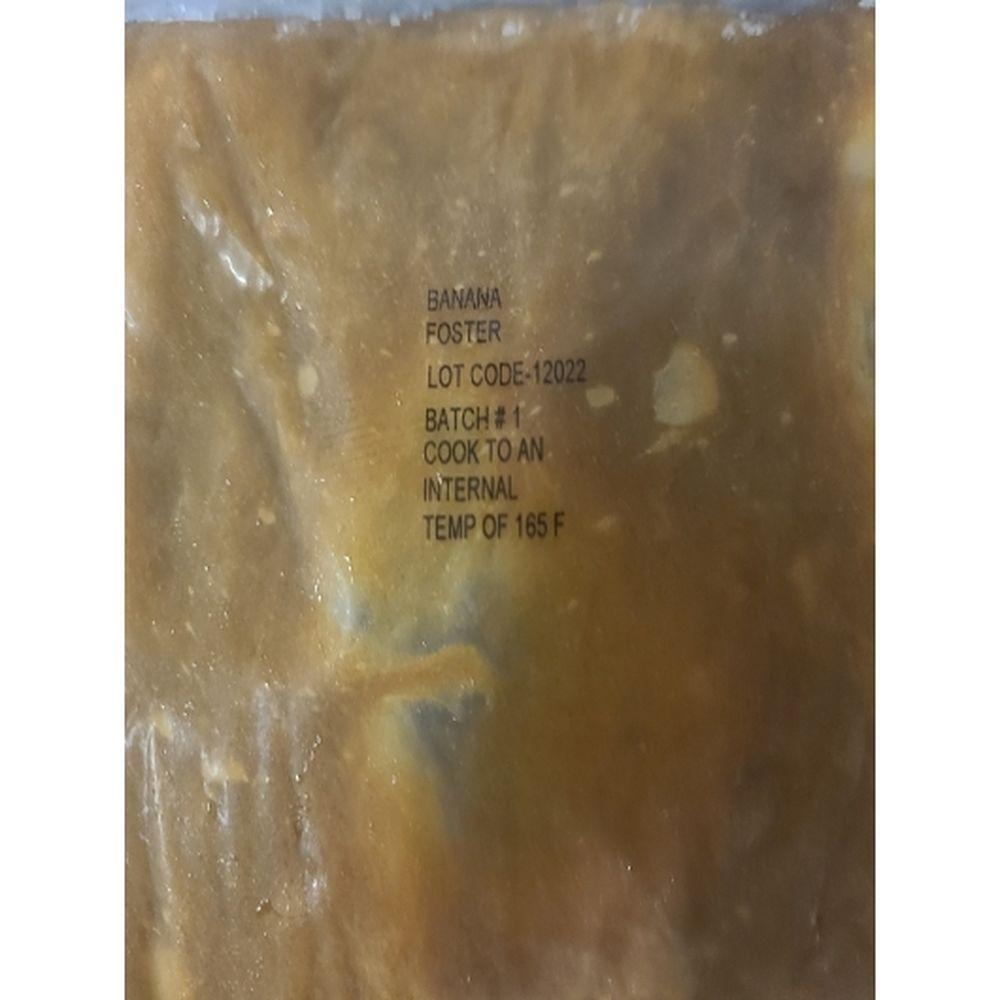 BANANA
FOSTER
LOT CODE-12022
BATCH # 1
COOK TO AN
INTERNAL
TEMP OF 165 F